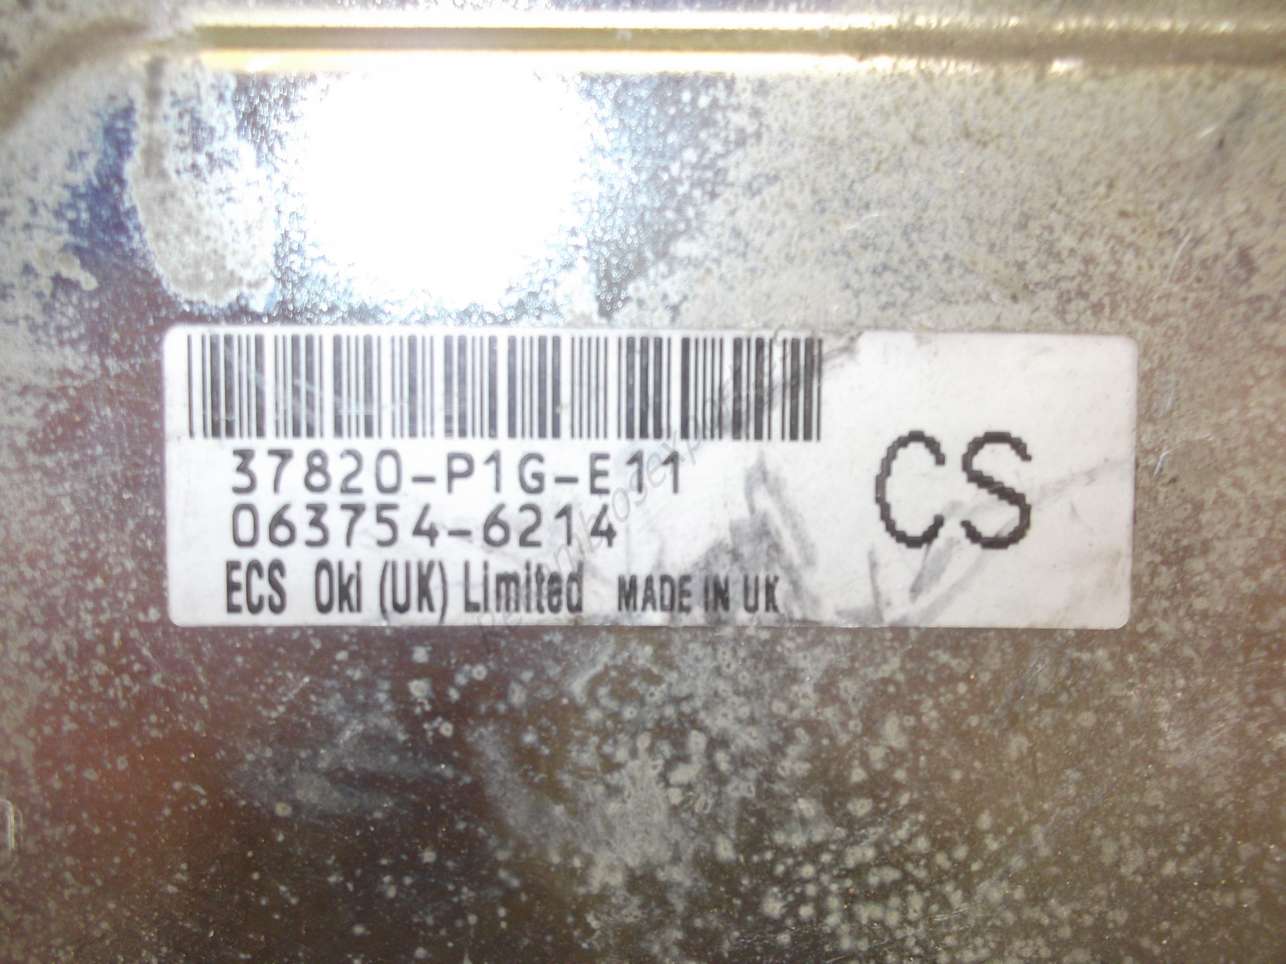 37820-P1G-E11
063754-6214
CS
ECS Oki (UK) Limited MADE IN UK